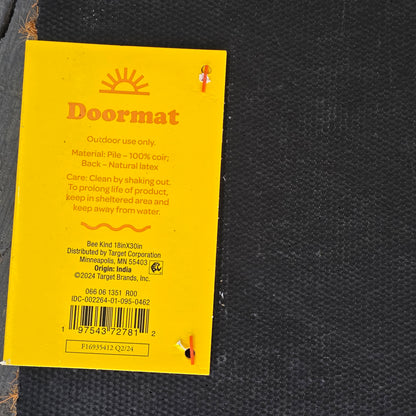 Doormat
Outdoor use only.
Material: Pile – 100% coir;
Back – Natural latex
Care: Clean by shaking out.
To prolong life of product,
keep in sheltered area and
keep away from water.
Bee Kind 18inX30in
Distributed by Target Corporation
Minneapolis, MN 55403
Origin: India
©2024 Target Brands, Inc.
066 06 1351 R00
IDC-002264-01-095-0462
1 97543 72781 2
F16935412 Q2/24